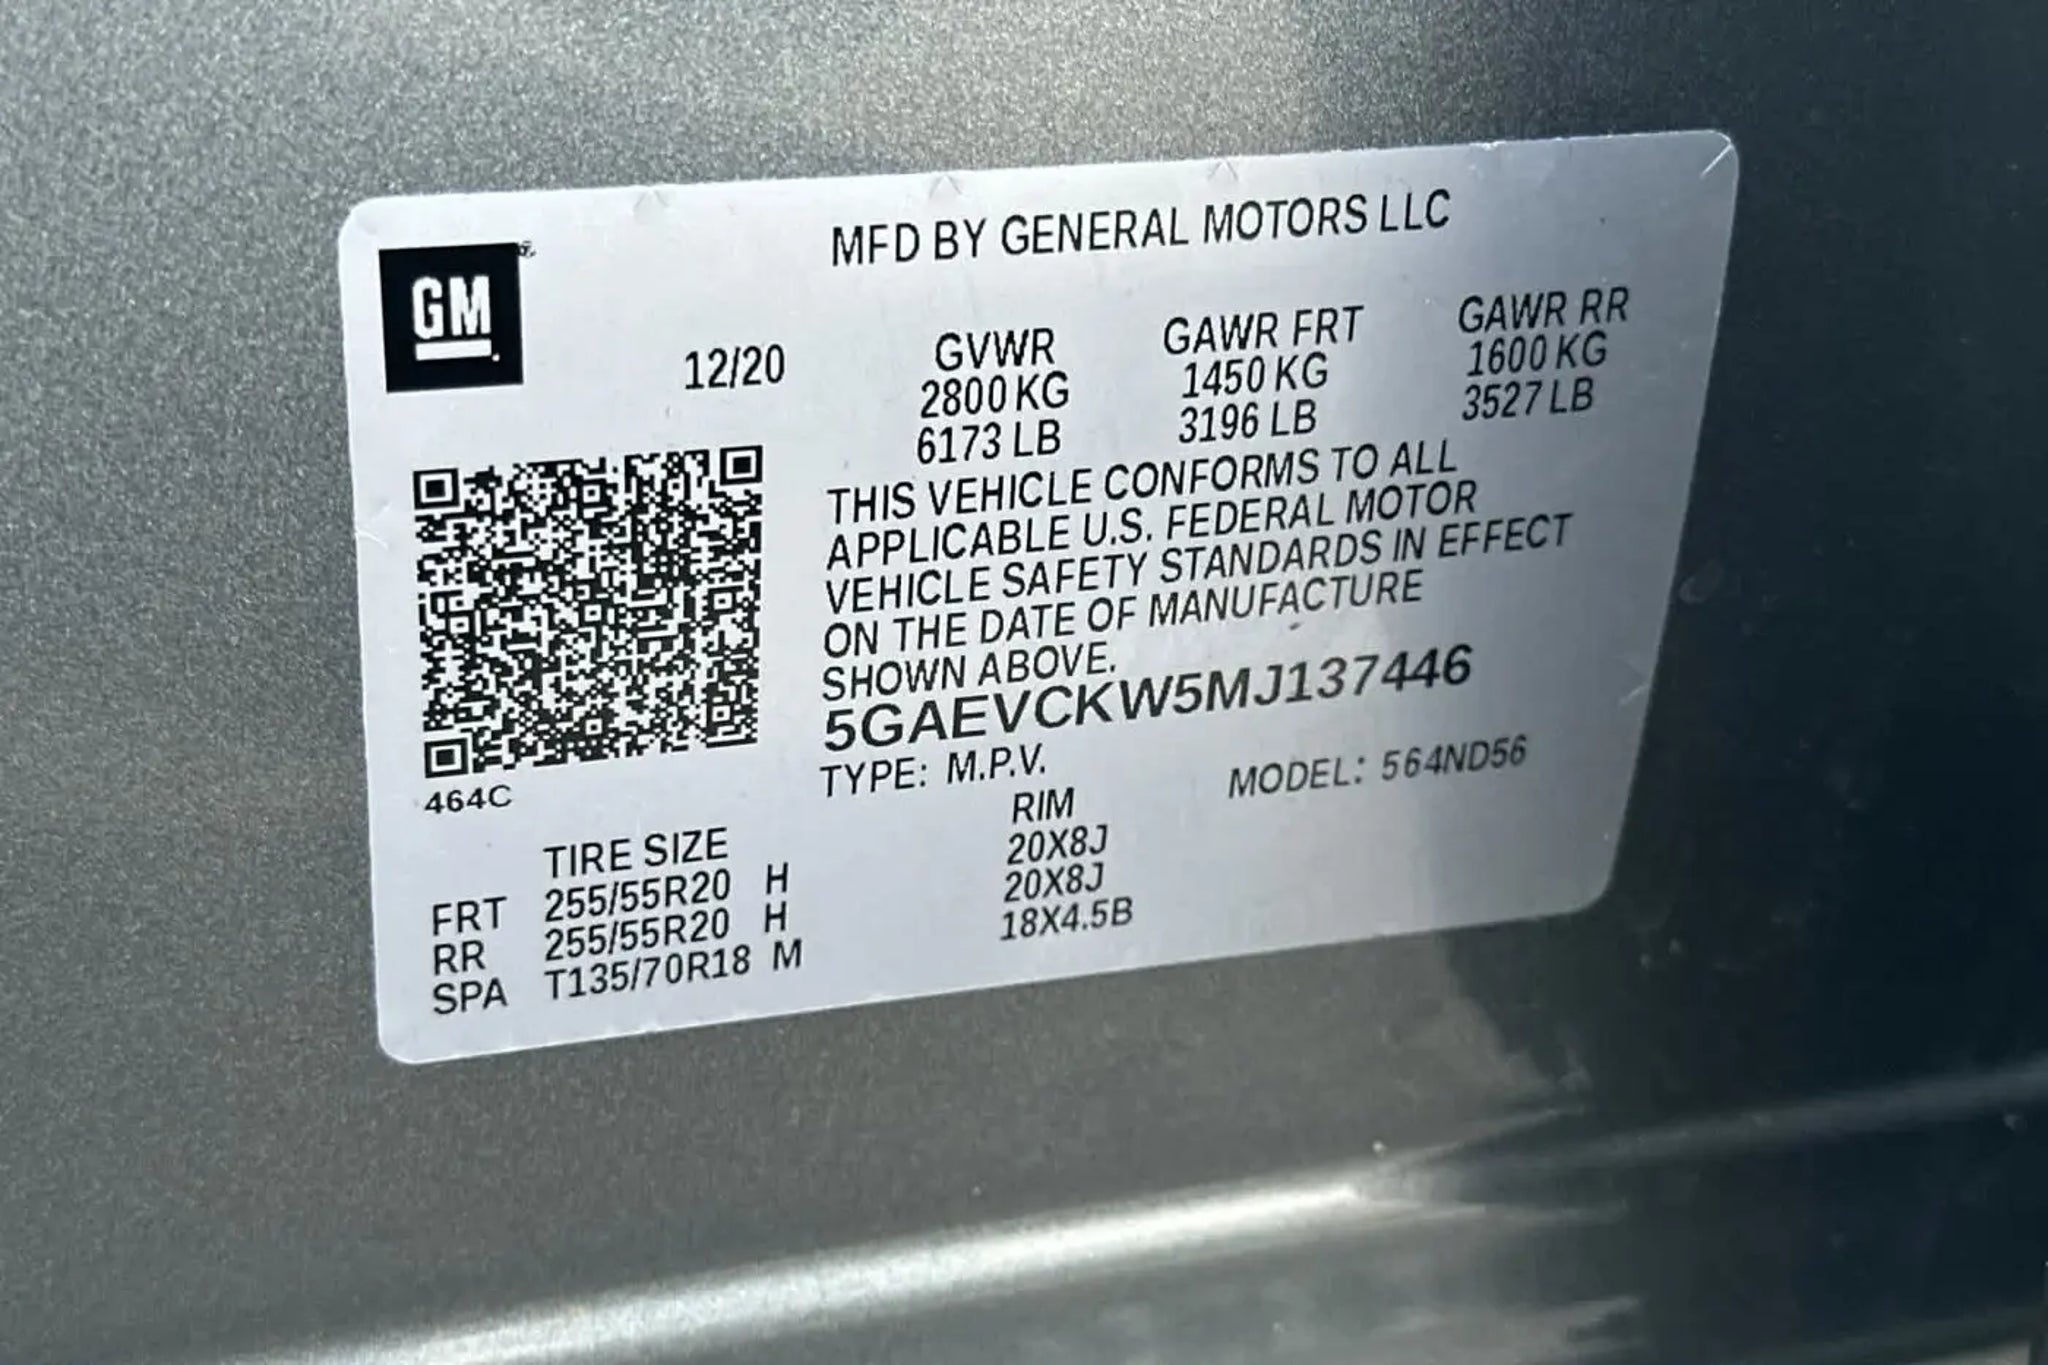 GM
MFD BY GENERAL MOTORS LLC
12/20
GVWR GAWR FRT GAWR RR
2800 KG 1450 KG 1600 KG
6173 LB 3196 LB 3527 LB
THIS VEHICLE CONFORMS TO ALL
APPLICABLE U.S. FEDERAL MOTOR
VEHICLE SAFETY STANDARDS IN EFFECT
ON THE DATE OF MANUFACTURE
SHOWN ABOVE.
5GAEVCKW5MJ137446
TYPE: M.P.V. MODEL: 564ND56
464C
TIRE SIZE RIM
FRT 255/55R20 H 20X8J
RR 255/55R20 H 20X8J
SPA T135/70R18 M 18X4.5B